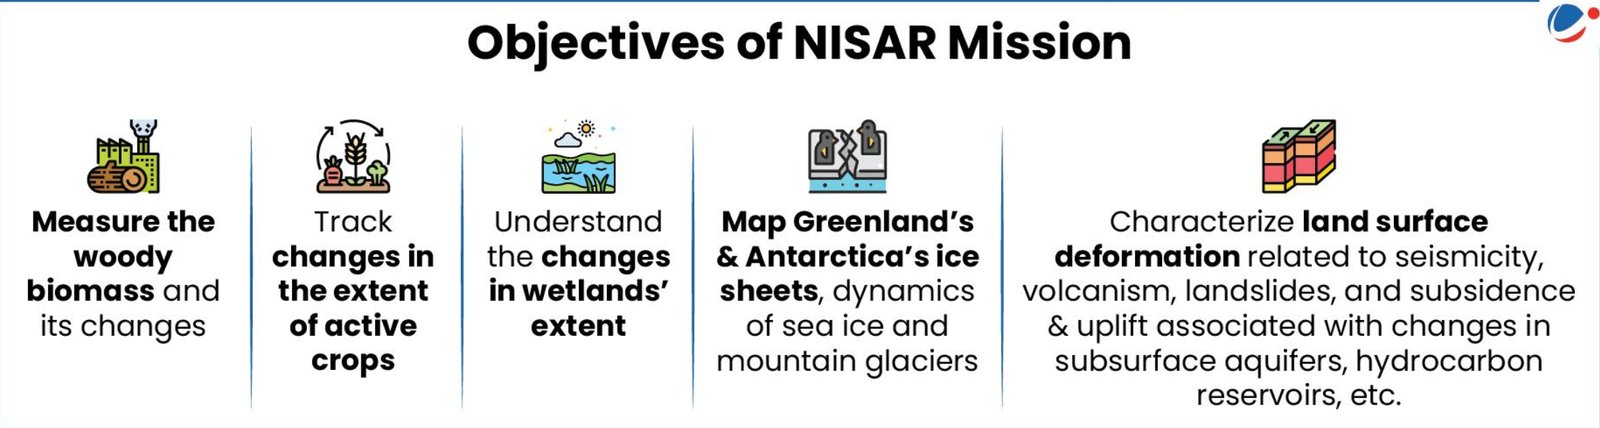 Objectives of NISAR Mission
Measure the
woody
biomass and
its changes
Track
changes in
the extent
of active
crops
Understand
the changes
in wetlands’
extent
Map Greenland’s
& Antarctica’s ice
sheets, dynamics
of sea ice and
mountain glaciers
Characterize land surface
deformation related to seismicity,
volcanism, landslides, and subsidence
& uplift associated with changes in
subsurface aquifers, hydrocarbon
reservoirs, etc.